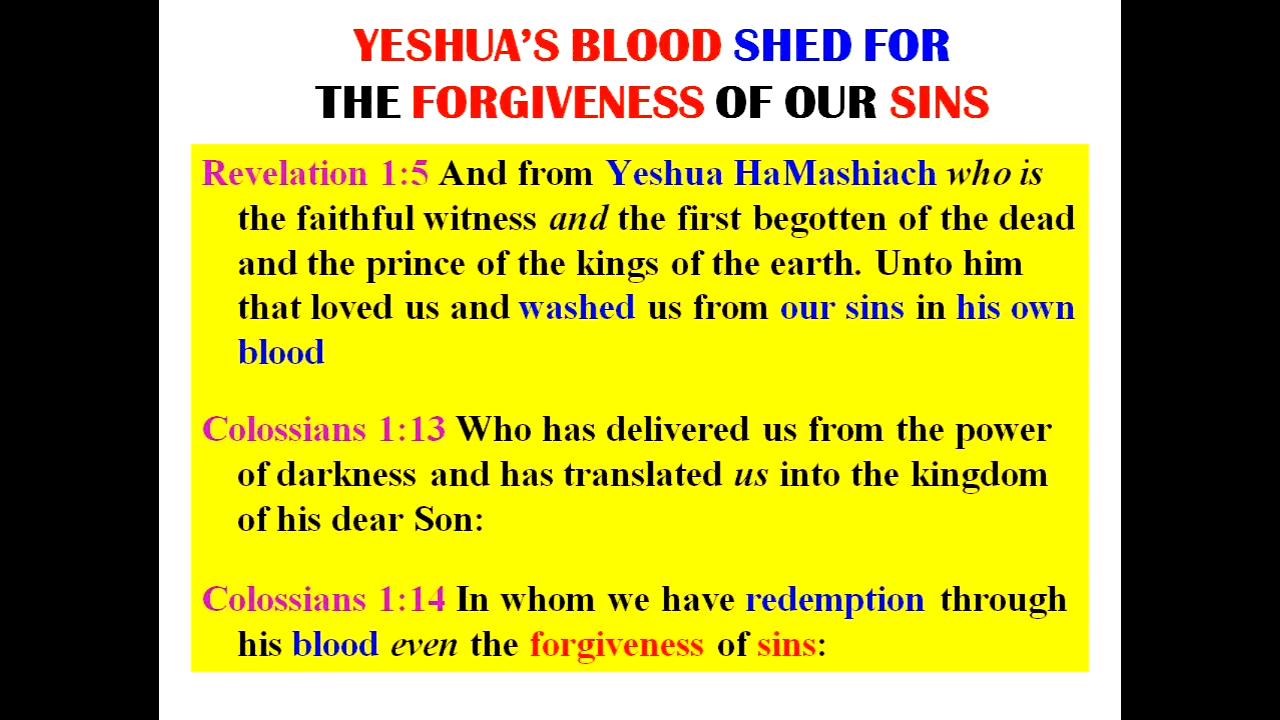 YESHUA’S BLOOD SHED FOR
THE FORGIVENESS OF OUR SINS
Revelation 1:5 And from Yeshua HaMashiach who is
the faithful witness and the first begotten of the dead
and the prince of the kings of the earth. Unto him
that loved us and washed us from our sins in his own
blood
Colossians 1:13 Who has delivered us from the power
of darkness and has translated us into the kingdom
of his dear Son:
Colossians 1:14 In whom we have redemption through
his blood even the forgiveness of sins: